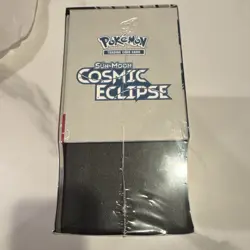 POKÉMON
TRADING CARD GAME
SUN & MOON
COSMIC
ECLIPSE